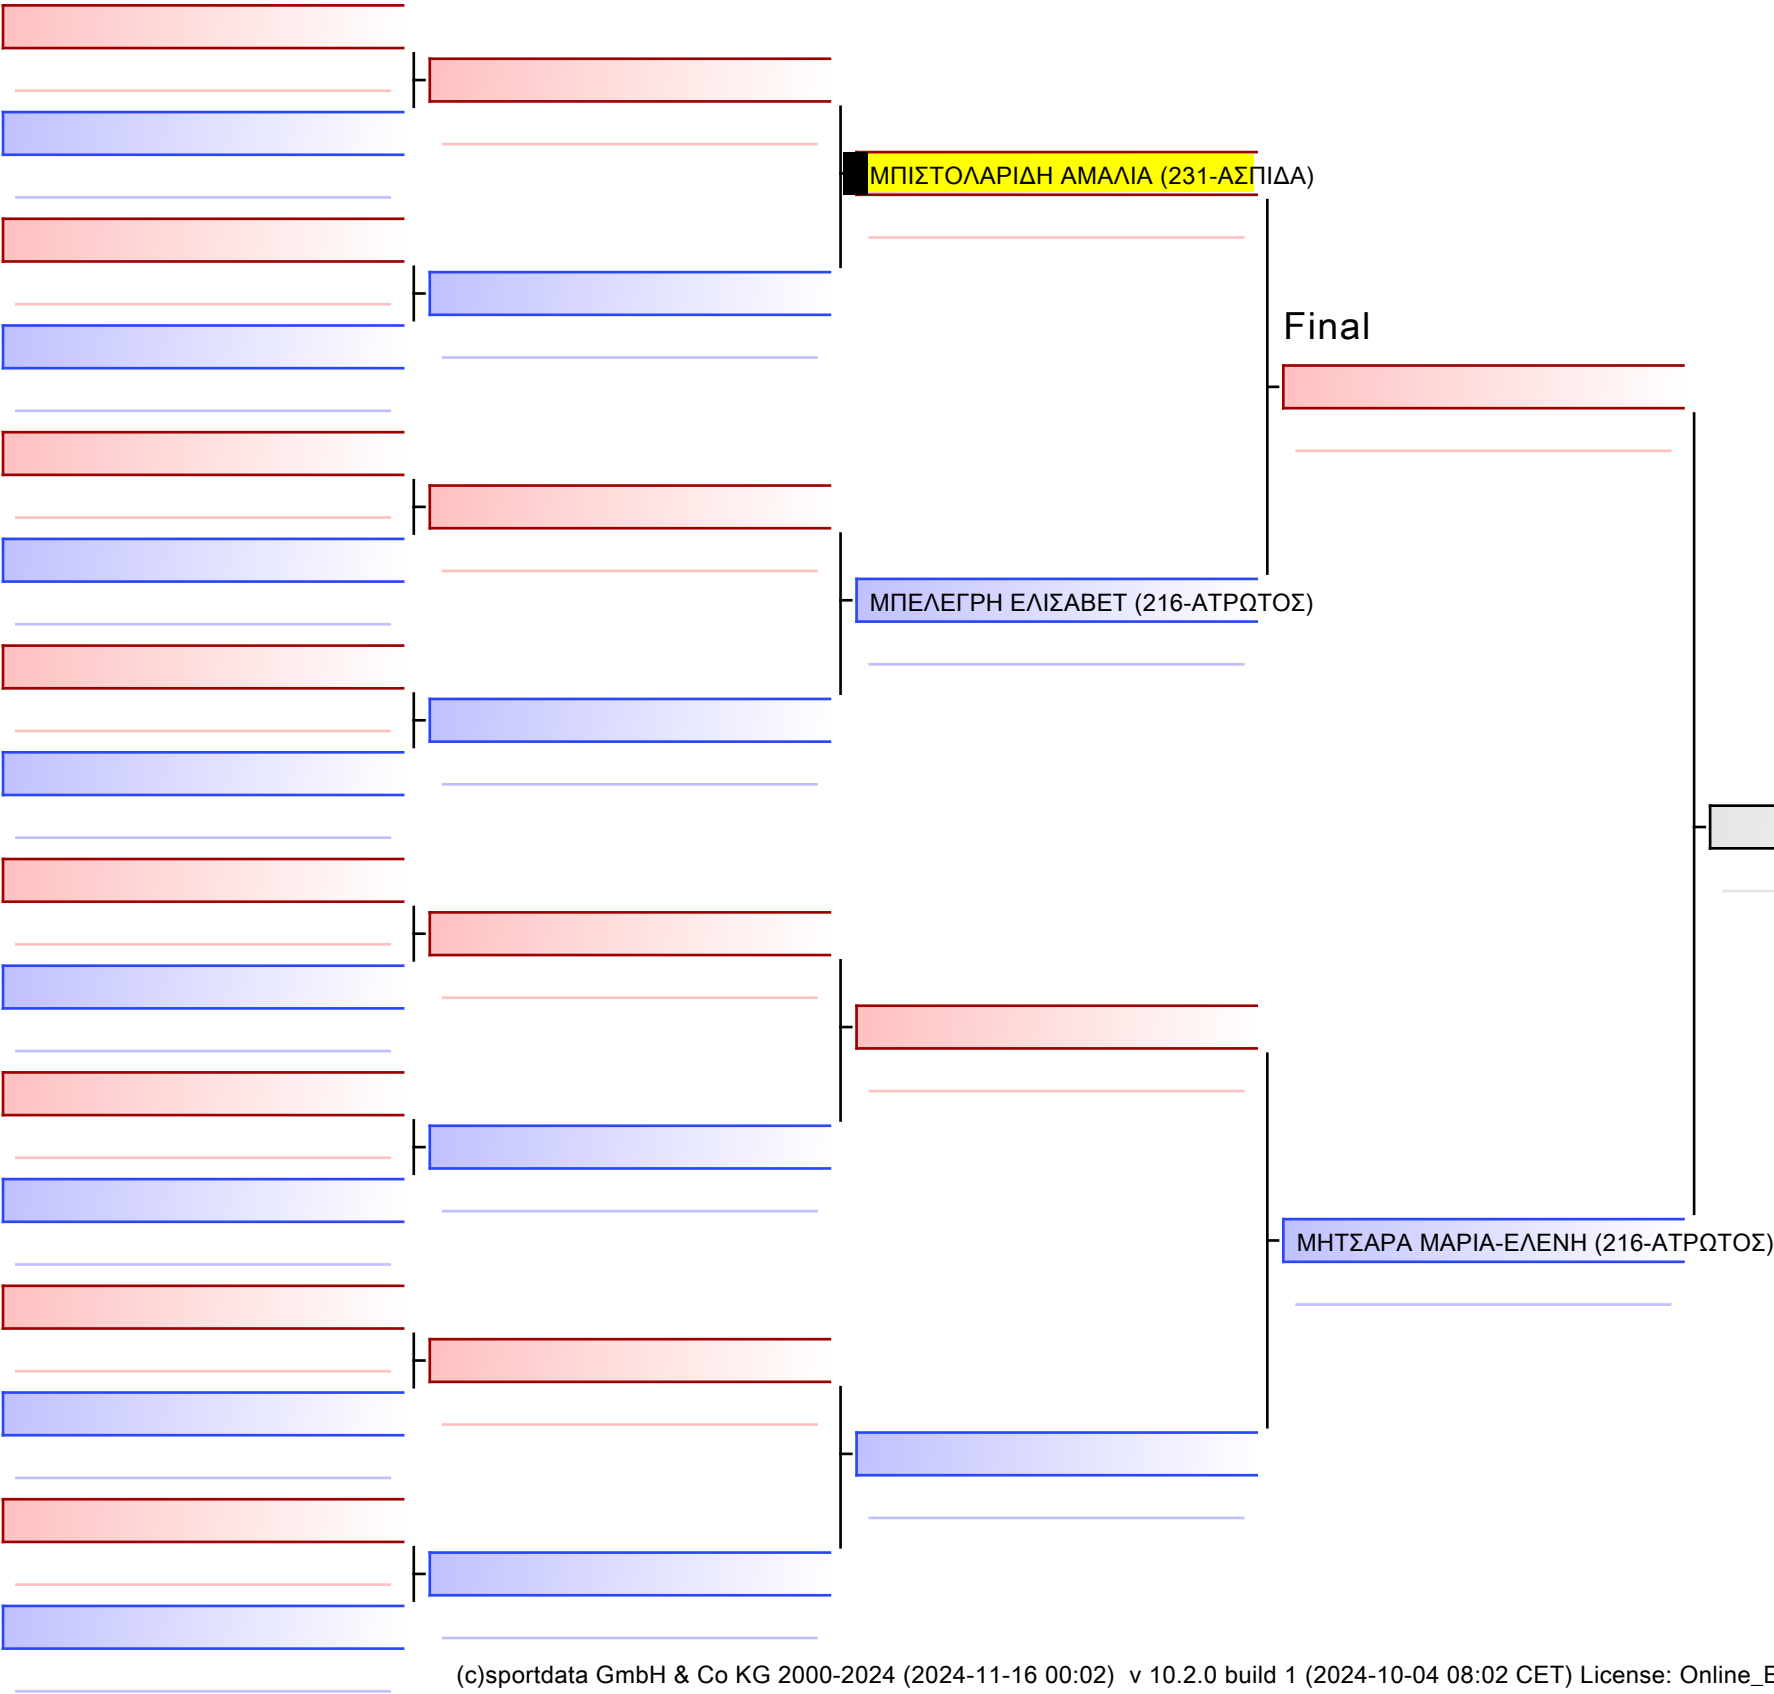 ΜΠΙΣΤΟΛΑΡΙΔΗ ΑΜΑΛΙΑ (231-ΑΣΠΙΔΑ)
Final
ΜΠΕΛΕΓΡΗ ΕΛΙΣΑΒΕΤ (216-ΑΤΡΩΤΟΣ)
ΜΗΤΣΑΡΑ ΜΑΡΙΑ-ΕΛΕΝΗ (216-ΑΤΡΩΤΟΣ)
(c)sportdata GmbH & Co KG 2000-2024 (2024-11-16 00:02) v 10.2.0 build 1 (2024-10-04 08:02 CET) License: Online_E